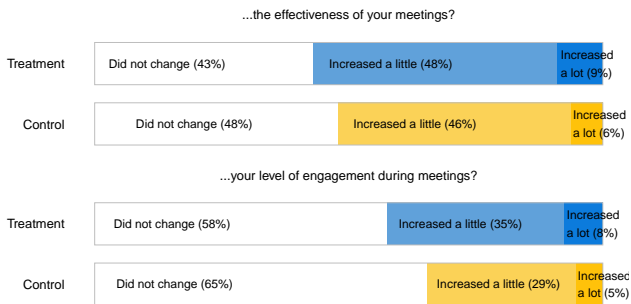 ...the effectiveness of your meetings?
Treatment
Did not change (43%)
Increased a little (48%)
Increased
a lot (9%)
Control
Did not change (48%)
Increased a little (46%)
Increased
a lot (6%)
...your level of engagement during meetings?
Treatment
Did not change (58%)
Increased a little (35%)
Increased
a lot (8%)
Control
Did not change (65%)
Increased a little (29%)
Increased
a lot (5%)